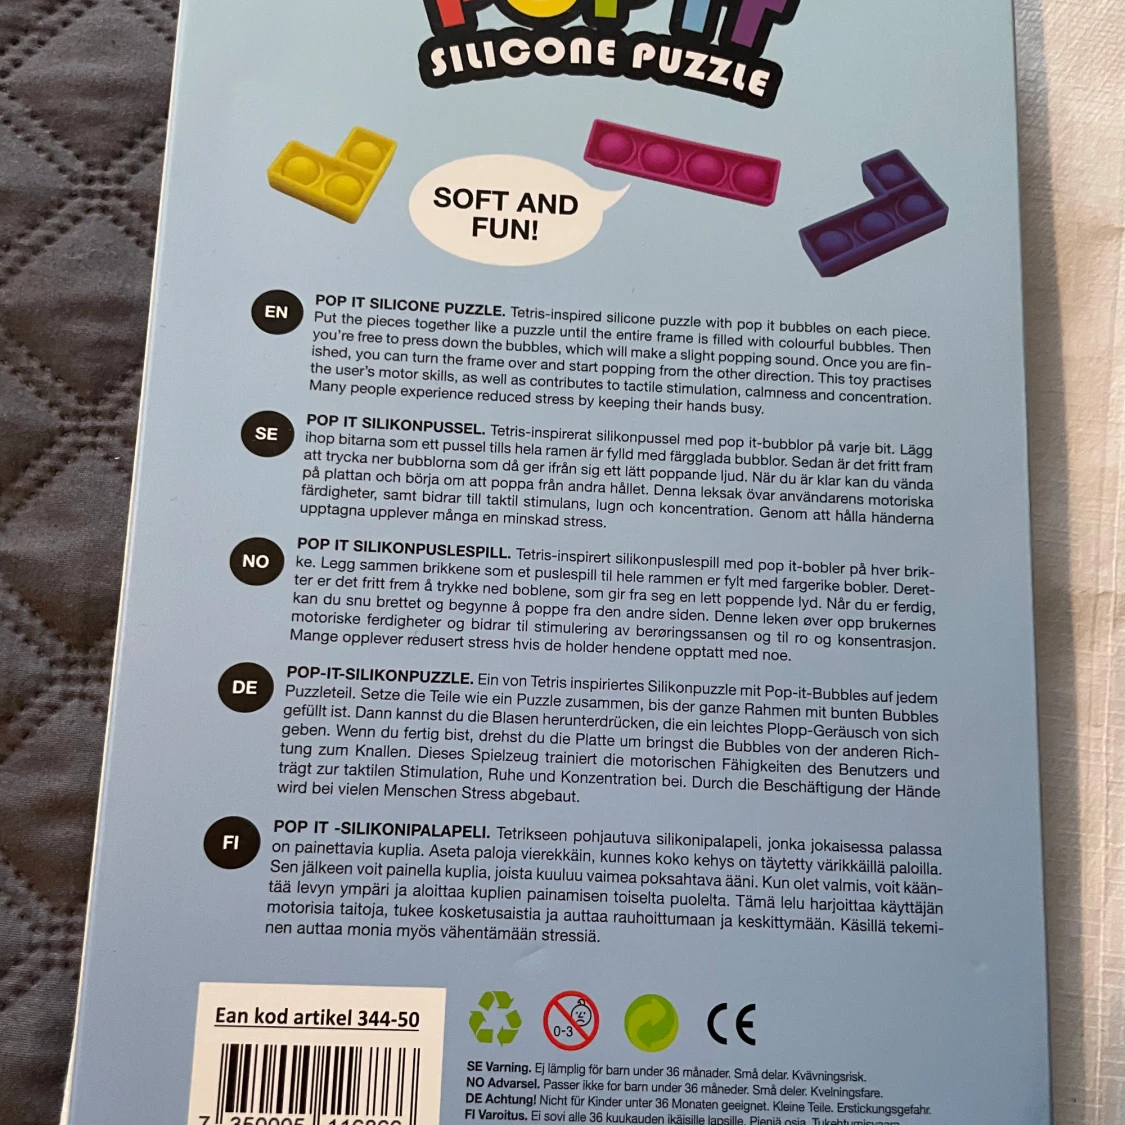 POP IT
SILICONE PUZZLE
SOFT AND
FUN!
EN
POP IT SILICONE PUZZLE. Tetris-inspired silicone puzzle with pop it bubbles on each piece.
Put the pieces together like a puzzle until the entire frame is filled with colourful bubbles. Then
you're free to press down the bubbles, which will make a slight popping sound. Once you are fin-
ished, you can turn the frame over and start popping from the other direction. This toy practises
the user's motor skills, as well as contributes to tactile stimulation, calmness and concentration.
Many people experience reduced stress by keeping their hands busy.
SE
POP IT SILIKONPUSSEL. Tetris-inspirerat silikonpussel med pop it-bubblor på varje bit. Lägg
ihop bitarna som ett pussel tills hela ramen är fylld med färgglada bubblor. Sedan är det fritt fram
att trycka ner bubblorna som då ger ifrån sig ett lätt poppande ljud. När du är klar kan du vända
på plattan och börja om att poppa från andra hållet. Denna leksak övar användarens motoriska
färdigheter, samt bidrar till taktil stimulans, lugn och koncentration. Genom att hålla händerna
upptagna upplever många en minskad stress.
NO
POP IT SILIKONPUSLESPILL. Tetris-inspirert silikonpuslespill med pop it-bobler på hver brik-
ke. Legg sammen brikkene som et puslespill til hele rammen er fylt med fargerike bobler. Deret-
ter er det fritt frem å trykke ned boblene, som gir fra seg en lett poppende lyd. Når du er ferdig,
kan du snu brettet og begynne å poppe fra den andre siden. Denne leken øver opp brukernes
motoriske ferdigheter og bidrar til stimulering av berøringssansen og til ro og konsentrasjon.
Mange opplever redusert stress hvis de holder hendene opptatt med noe.
DE
POP-IT-SILIKONPUZZLE. Ein von Tetris inspiriertes Silikonpuzzle mit Pop-it-Bubbles auf jedem
Puzzleteil. Setze die Teile wie ein Puzzle zusammen, bis der ganze Rahmen mit bunten Bubbles
gefüllt ist. Dann kannst du die Blasen herunterdrücken, die ein leichtes Plopp-Geräusch von sich
geben. Wenn du fertig bist, drehst du die Platte um bringst die Bubbles von der anderen Rich-
tung zum Knallen. Dieses Spielzeug trainiert die motorischen Fähigkeiten des Benutzers und
trägt zur taktilen Stimulation, Ruhe und Konzentration bei. Durch die Beschäftigung der Hände
wird bei vielen Menschen Stress abgebaut.
FI
POP IT -SILIKONIPALAPELI. Tetrikseen pohjautuva silikonipalapeli, jonka jokaisessa palassa
on painettavia kuplia. Aseta paloja vierekkäin, kunnes koko kehys on täytetty värikkäillä paloilla.
Sen jälkeen voit painella kuplia, joista kuuluu vaimea poksahtava ääni. Kun olet valmis, voit kään-
tää levyn ympäri ja aloittaa kuplien painamisen toiselta puolelta. Tämä lelu harjoittaa käyttäjän
motorisia taitoja, tukee kosketusaistia ja auttaa rauhoittumaan ja keskittymään. Käsillä tekemi-
nen auttaa monia myös vähentämään stressiä.
Ean kod artikel 344-50
0-3
CE
SE Varning. Ej lämplig för barn under 36 månader. Små delar. Kvävningsrisk.
NO Advarsel. Passer ikke for barn under 36 måneder. Små deler. Kvelningsfare.
DE Achtung! Nicht für Kinder unter 36 Monaten geeignet. Kleine Teile. Erstickungsgefahr.
FI Varoitus. Ei sovi alle 36 kuukauden ikäisille lapsille. Pieniä osia.